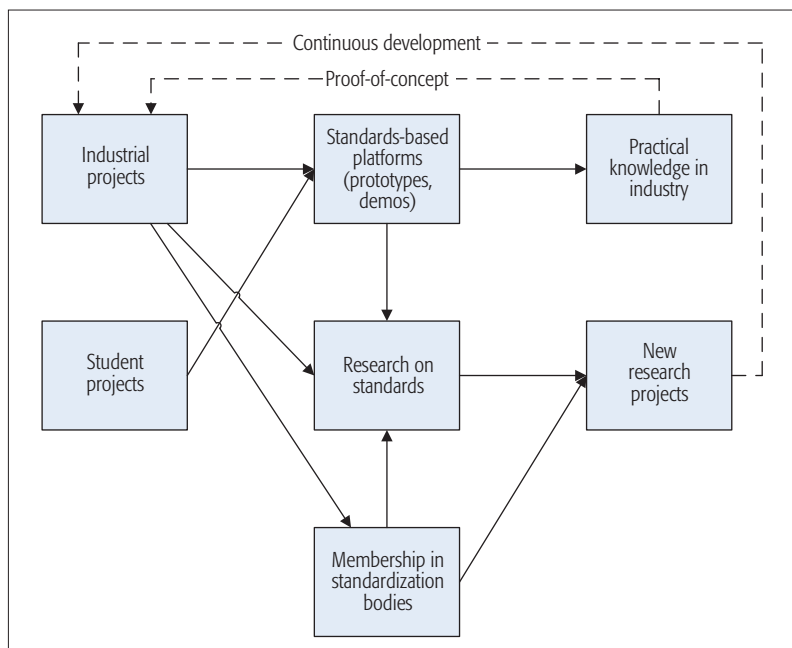 Continuous development
Proof-of-concept
Industrial
projects
Standards-based
platforms
(prototypes,
demos)
Practical
knowledge in
industry
Student
projects
Research on
standards
New
research
projects
Membership in
standardization
bodies